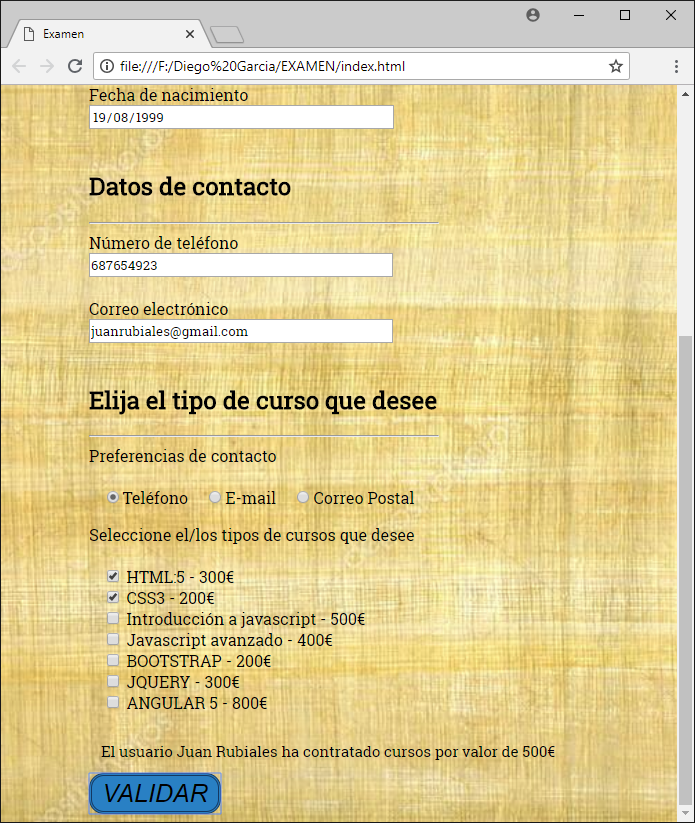 Examen
file:///F:/Diego%20Garcia/EXAMEN/index.html
Fecha de nacimiento
19/08/1999
Datos de contacto
Número de teléfono
687654923
Correo electrónico
juanrubiales@gmail.com
Elija el tipo de curso que desee
Preferencias de contacto
Teléfono E-mail Correo Postal
Seleccione el/los tipos de cursos que desee
HTML5 - 300€
CSS3 - 200€
Introducción a javascript - 500€
Javascript avanzado - 400€
BOOTSTRAP - 200€
JQUERY - 300€
ANGULAR 5 - 800€
El usuario Juan Rubiales ha contratado cursos por valor de 500€
VALIDAR